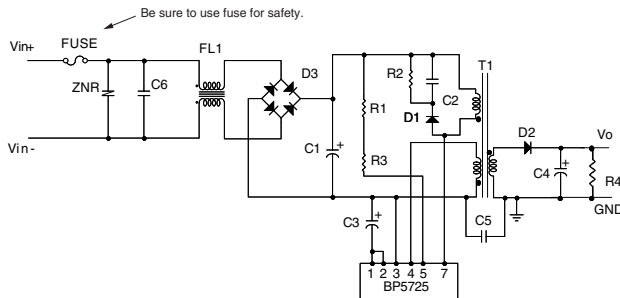 Be sure to use fuse for safety.
Vin+
FUSE
FL1
T1
D3
R2
ZNR
C6
C2
R1
D1
D2
Vo
Vin-
C1
R3
C4
R4
GND
C3
C5
1 2 3 4 5 7
BP5725